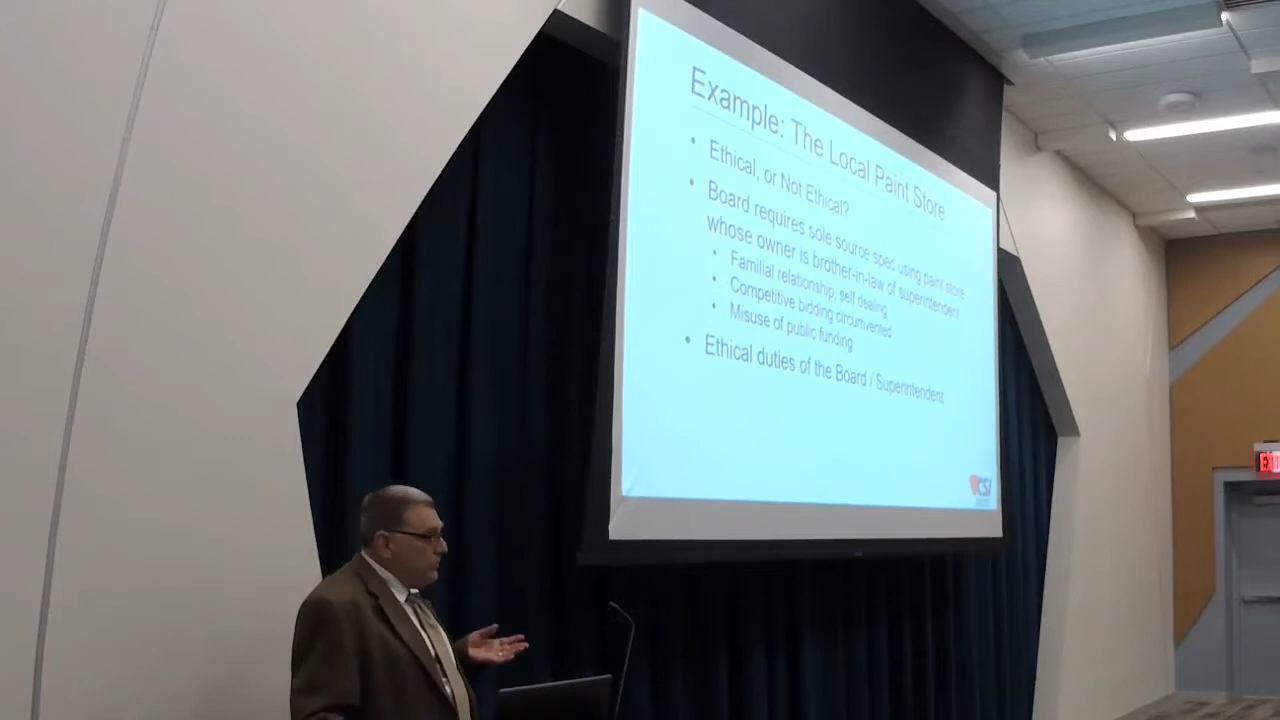 Example: The Local Paint Store
• Ethical, or Not Ethical?
• Board requires sole source spec using paint store
whose owner is brother-in-law of superintendent
• Familial relationship, self dealing
• Competitive bidding circumvented
• Misuse of public funding
• Ethical duties of the Board / Superintendent
CSI
EXI